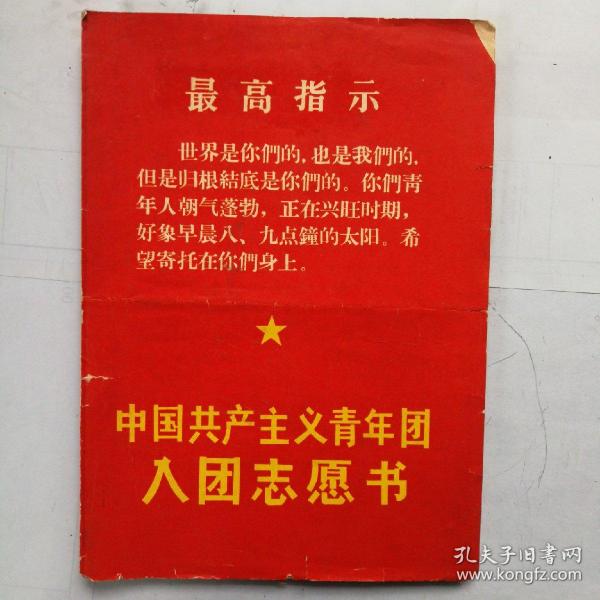 最高指示
世界是你們的，也是我們的，
但是归根結底是你們的。你們青
年人朝气蓬勃，正在兴旺时期，
好象早晨八、九点鐘的太阳。希
望寄托在你們身上。
中国共产主义青年团
入团志愿书
孔夫子旧书网
www.kongfz.com